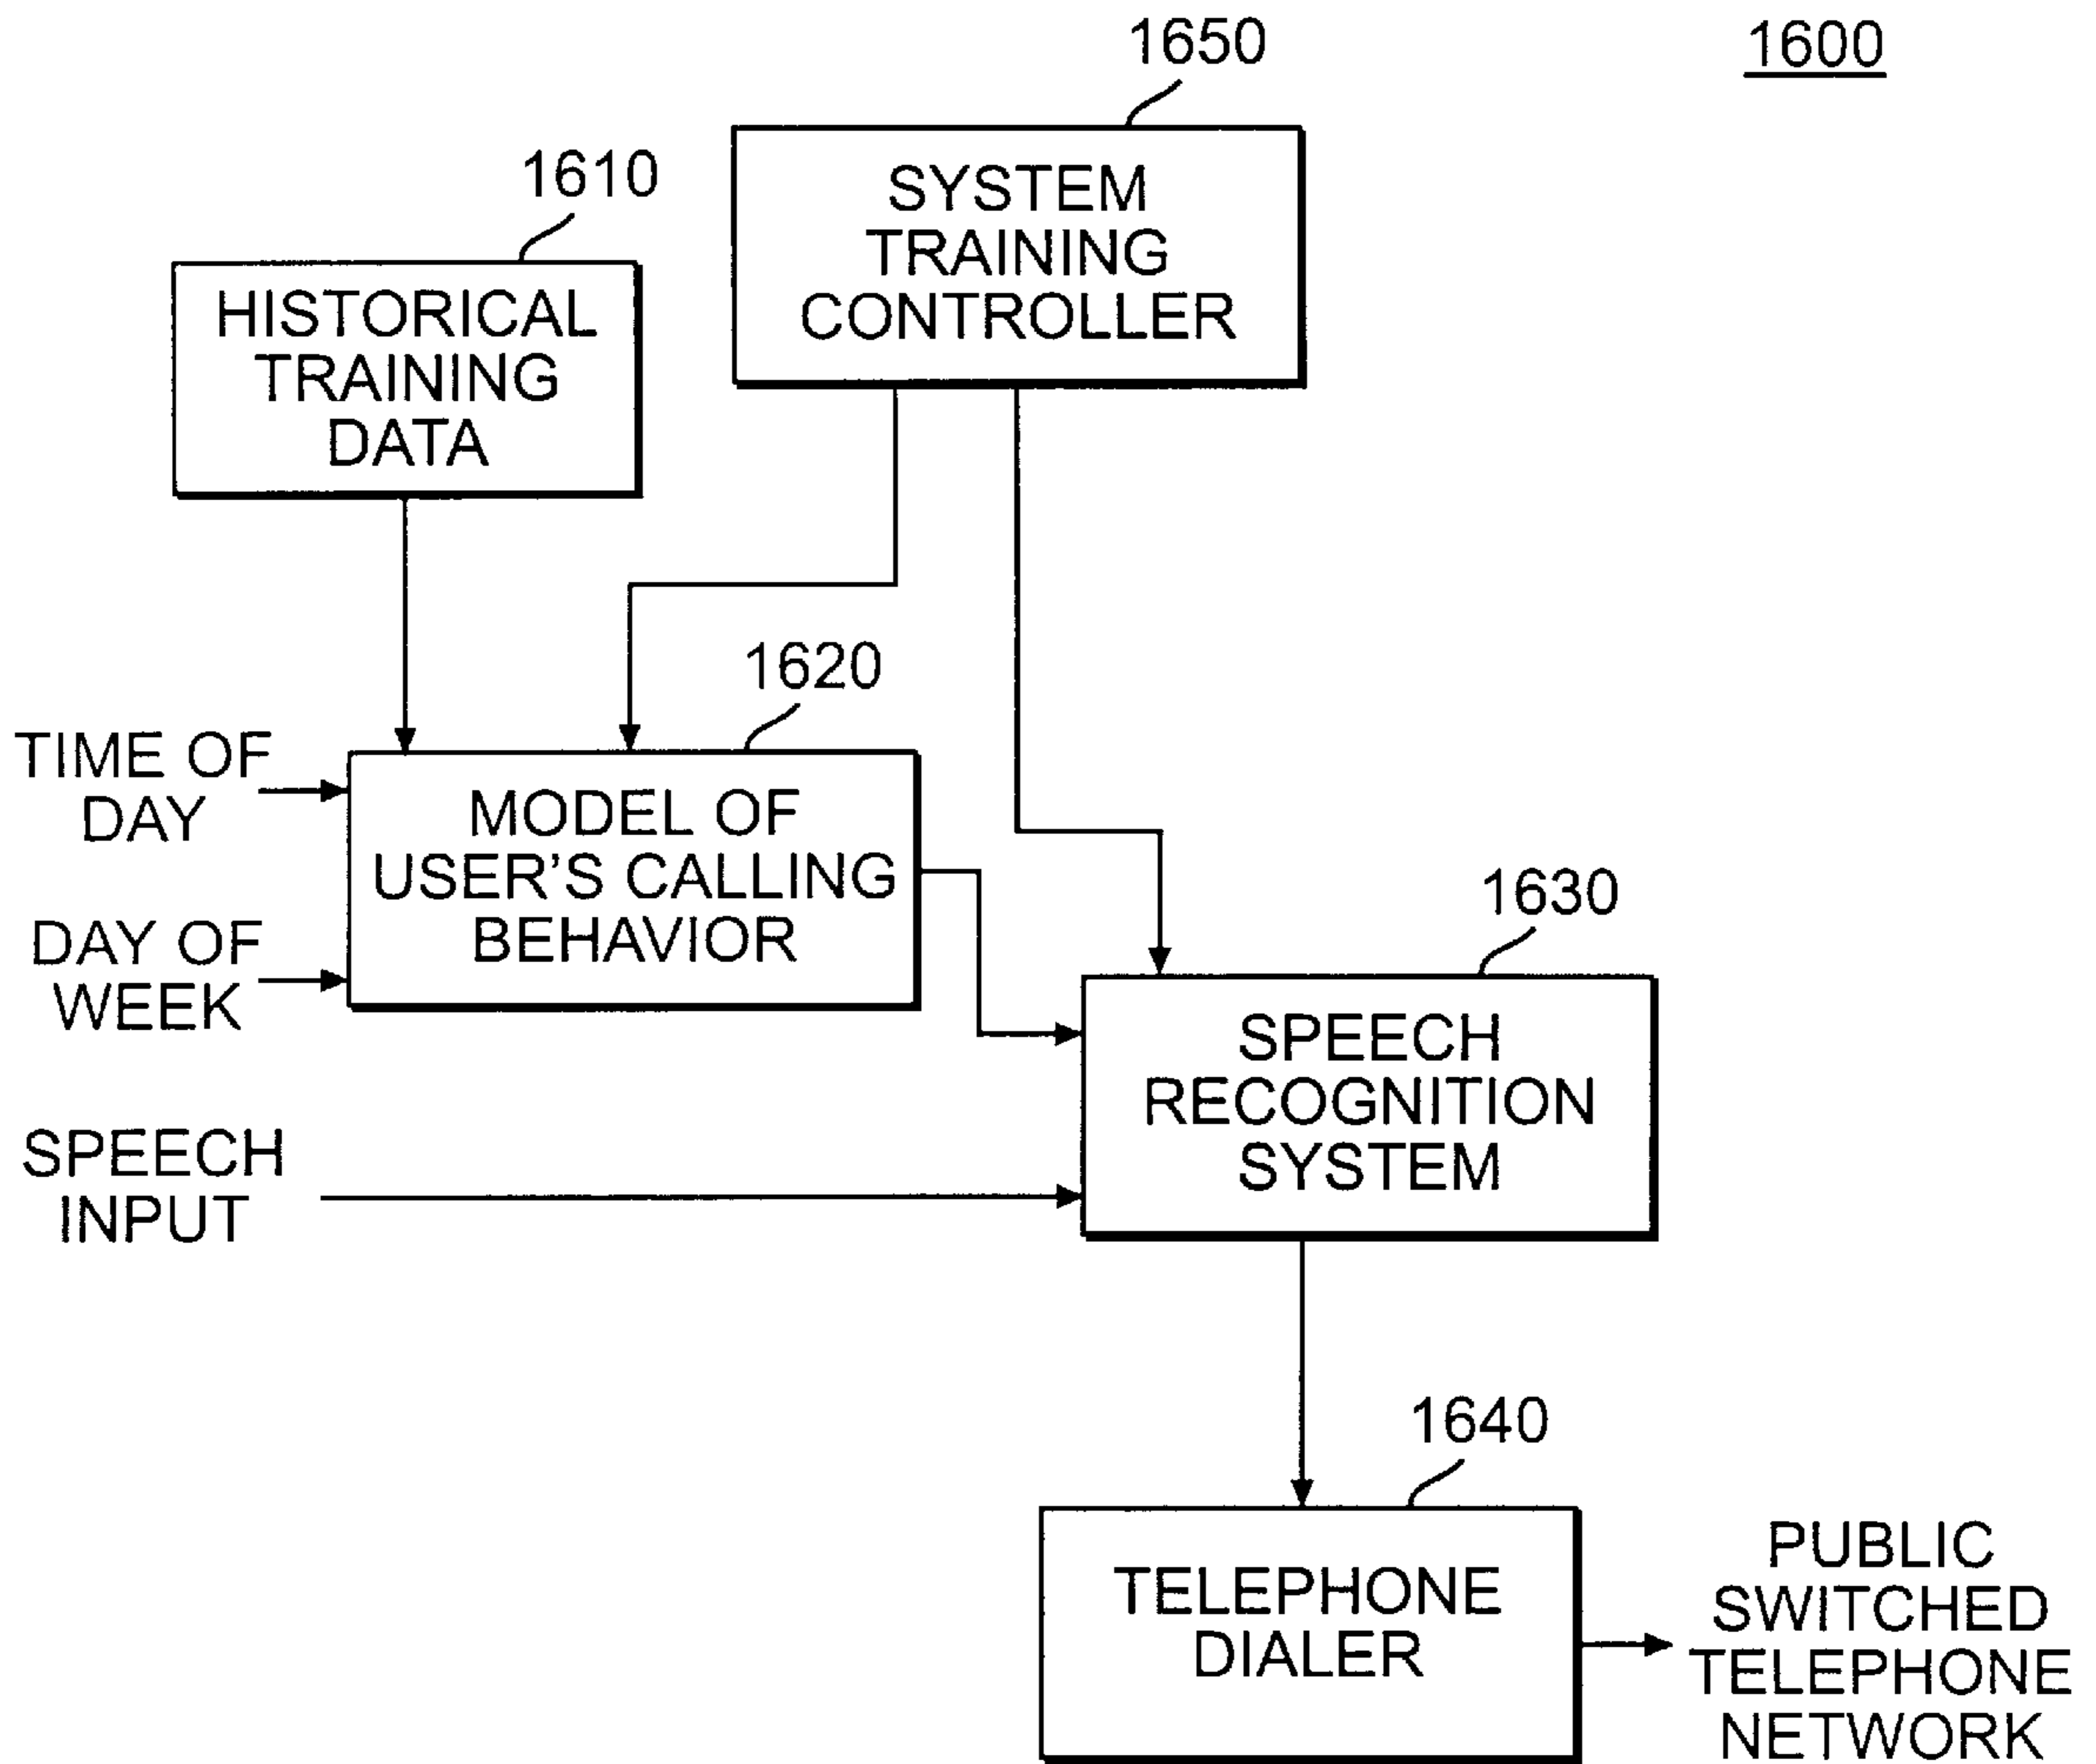 1650
1600
1610
SYSTEM
TRAINING
CONTROLLER
HISTORICAL
TRAINING
DATA
1620
TIME OF
DAY
MODEL OF
USER'S CALLING
BEHAVIOR
DAY OF
WEEK
1630
SPEECH
RECOGNITION
SYSTEM
SPEECH
INPUT
1640
TELEPHONE
DIALER
PUBLIC
SWITCHED
TELEPHONE
NETWORK